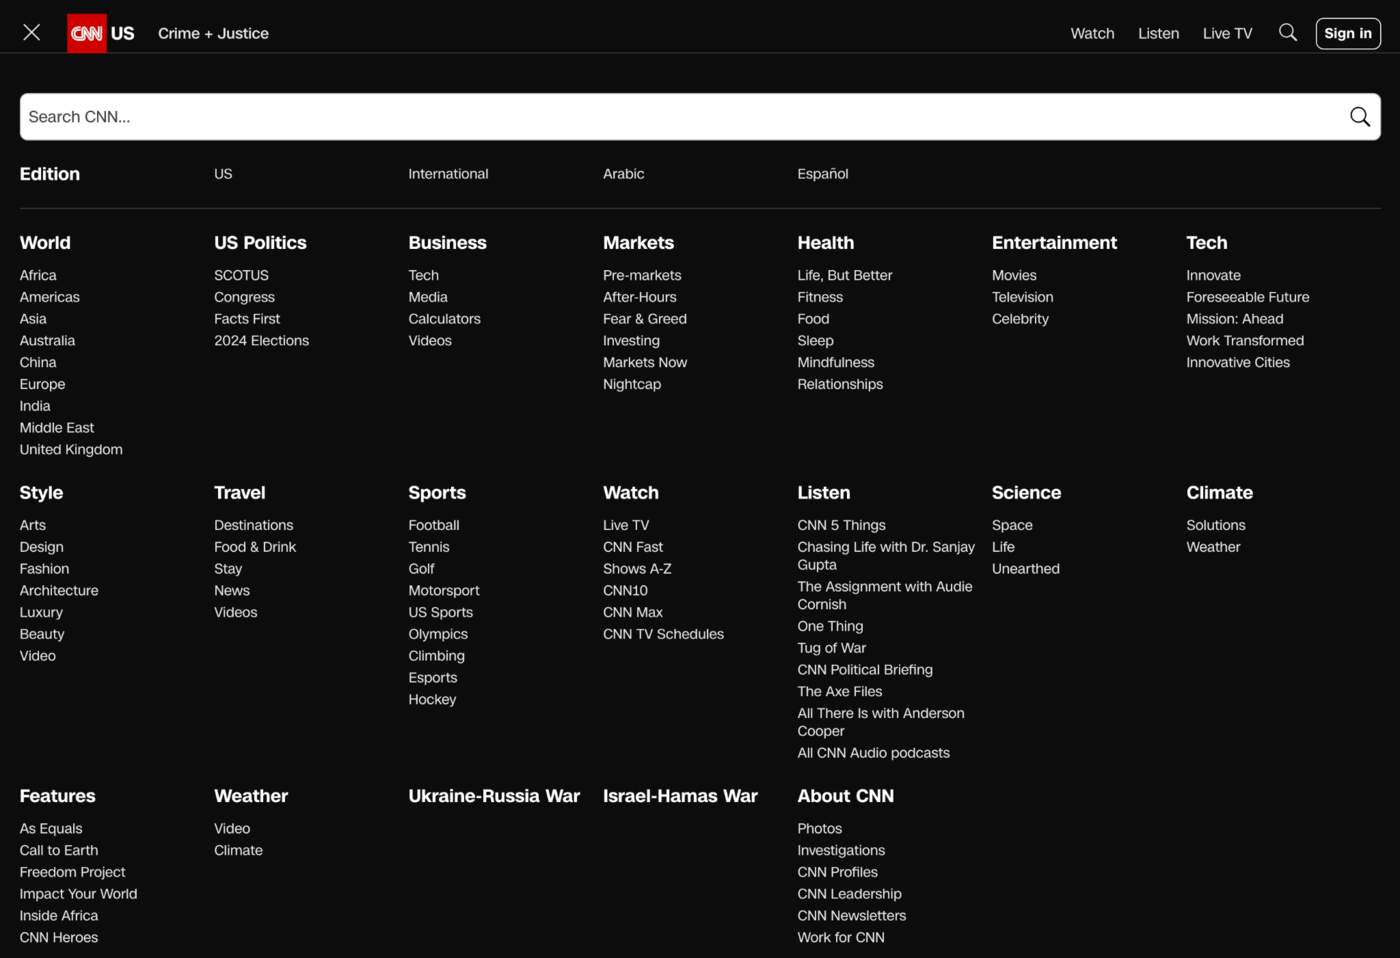 CNN US Crime + Justice Watch Listen Live TV Sign in
Search CNN...
Edition US International Arabic Español
World
Africa
Americas
Asia
Australia
China
Europe
India
Middle East
United Kingdom
US Politics
SCOTUS
Congress
Facts First
2024 Elections
Business
Tech
Media
Calculators
Videos
Markets
Pre-markets
After-Hours
Fear & Greed
Investing
Markets Now
Nightcap
Health
Life, But Better
Fitness
Food
Sleep
Mindfulness
Relationships
Entertainment
Movies
Television
Celebrity
Tech
Innovate
Foreseeable Future
Mission: Ahead
Work Transformed
Innovative Cities
Style
Arts
Design
Fashion
Architecture
Luxury
Beauty
Video
Travel
Destinations
Food & Drink
Stay
News
Videos
Sports
Football
Tennis
Golf
Motorsport
US Sports
Olympics
Climbing
Esports
Hockey
Watch
Live TV
CNN Fast
Shows A-Z
CNN10
CNN Max
CNN TV Schedules
Listen
CNN 5 Things
Chasing Life with Dr. Sanjay
Gupta
The Assignment with Audie
Cornish
One Thing
Tug of War
CNN Political Briefing
The Axe Files
All There Is with Anderson
Cooper
All CNN Audio podcasts
Science
Space
Life
Unearthed
Climate
Solutions
Weather
Features
As Equals
Call to Earth
Freedom Project
Impact Your World
Inside Africa
CNN Heroes
Weather
Video
Climate
Ukraine-Russia War
Israel-Hamas War
About CNN
Photos
Investigations
CNN Profiles
CNN Leadership
CNN Newsletters
Work for CNN